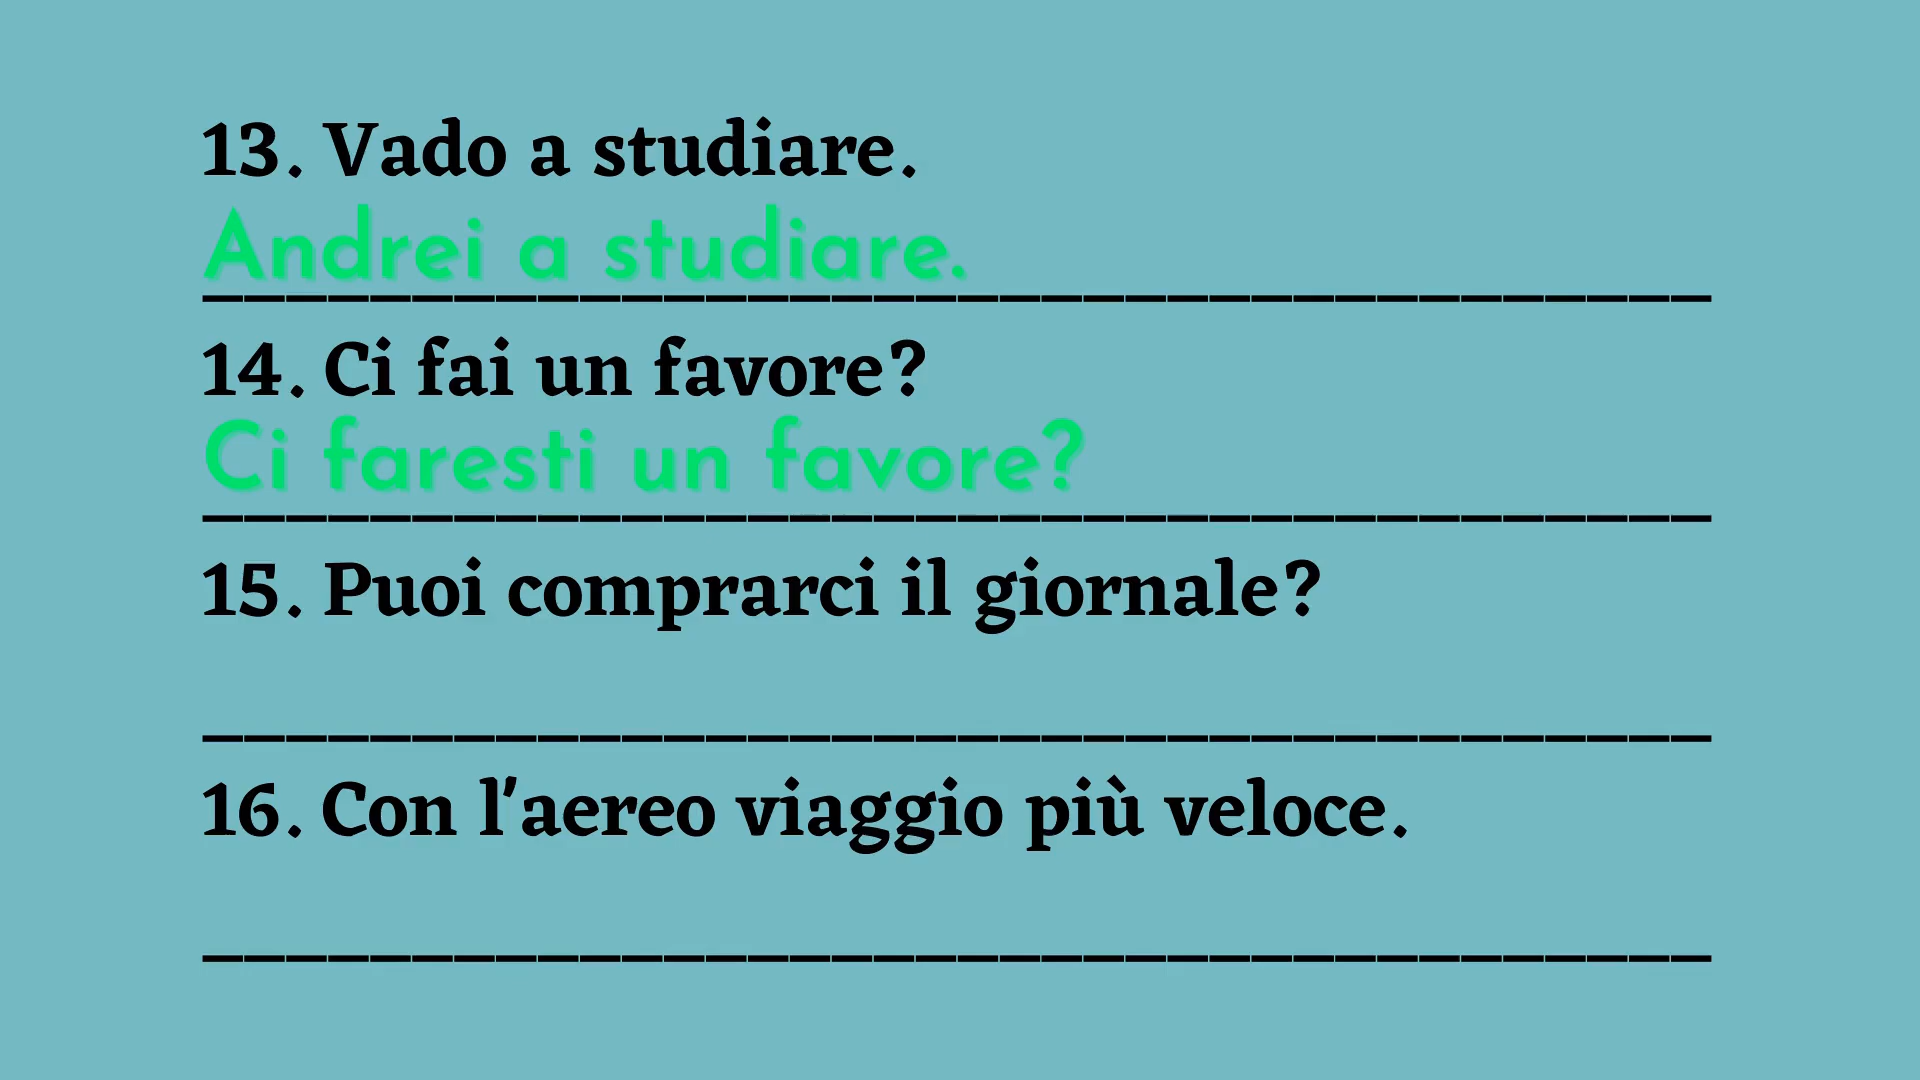 13. Vado a studiare.
Andrei a studiare.
14. Ci fai un favore?
Ci faresti un favore?
15. Puoi comprarci il giornale?
16. Con l'aereo viaggio più veloce.